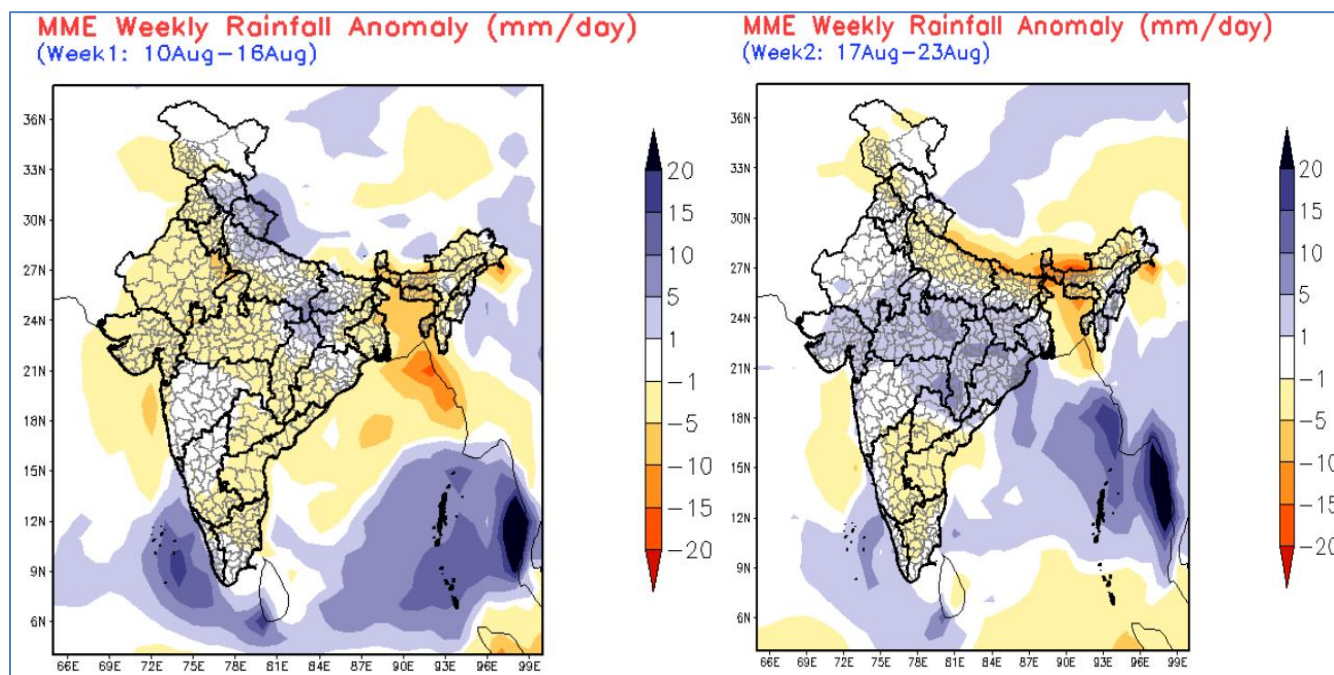 MME Weekly Rainfall Anomaly (mm/day)
(Week1: 10Aug–16Aug)
36N
33N
30N
27N
24N
21N
18N
15N
12N
9N
6N
66E 69E 72E 75E 78E 81E 84E 87E 90E 93E 96E 99E
20
15
10
5
1
−1
−5
−10
−15
−20
MME Weekly Rainfall Anomaly (mm/day)
(Week2: 17Aug–23Aug)
36N
33N
30N
27N
24N
21N
18N
15N
12N
9N
6N
66E 69E 72E 75E 78E 81E 84E 87E 90E 93E 96E 99E
20
15
10
5
1
−1
−5
−10
−15
−20